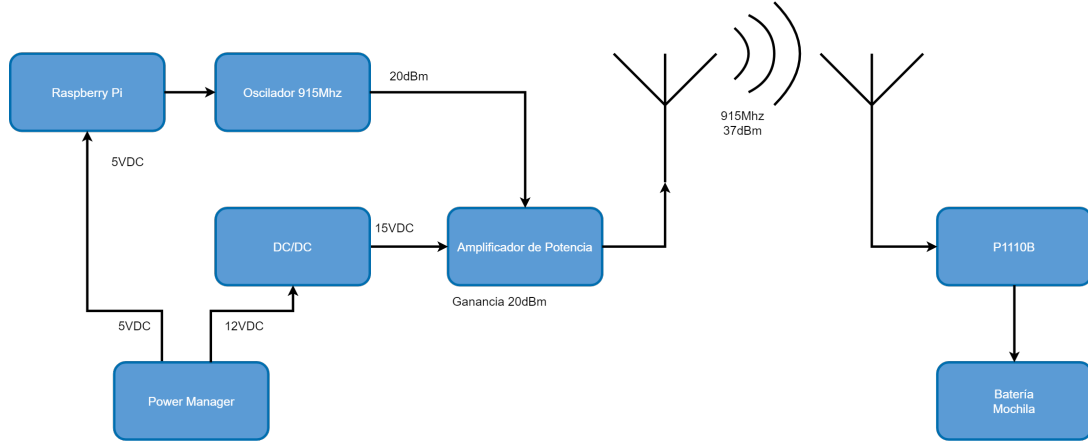 20dBm
Raspberry Pi
Oscilador 915Mhz
915Mhz
37dBm
5VDC
15VDC
DC/DC
Amplificador de Potencia
P1110B
Ganancia 20dBm
5VDC
12VDC
Power Manager
Batería
Mochila